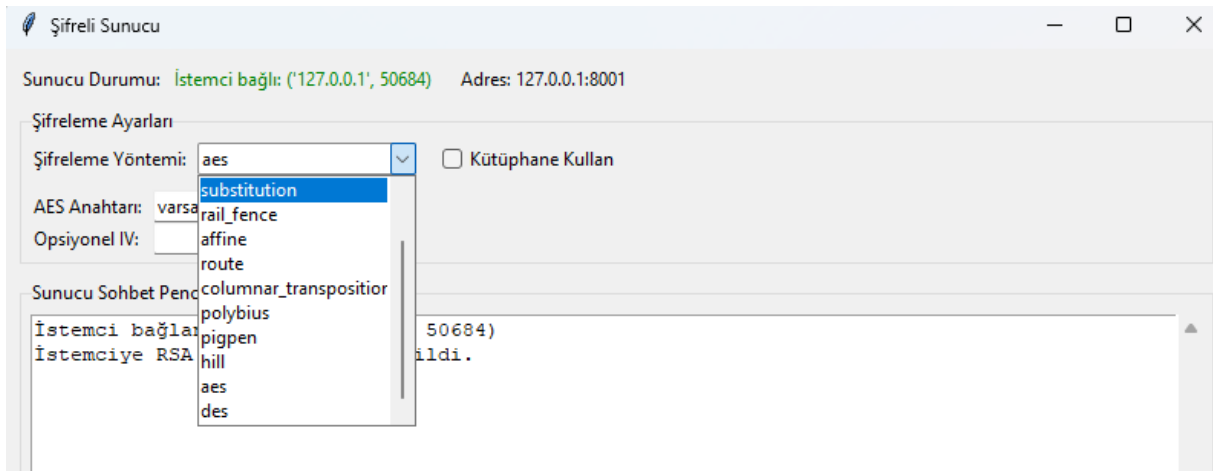 Şifreli Sunucu
Sunucu Durumu: İstemci bağlı: ('127.0.0.1', 50684) Adres: 127.0.0.1:8001
Şifreleme Ayarları
Şifreleme Yöntemi: aes Kütüphane Kullan
substitution
AES Anahtarı: varsa
rail_fence
Opsiyonel IV:
affine
route
Sunucu Sohbet Penc
columnar_transposition
polybius
İstemci bağlan 50684)
pigpen
İstemciye RSA ildi.
hill
aes
des